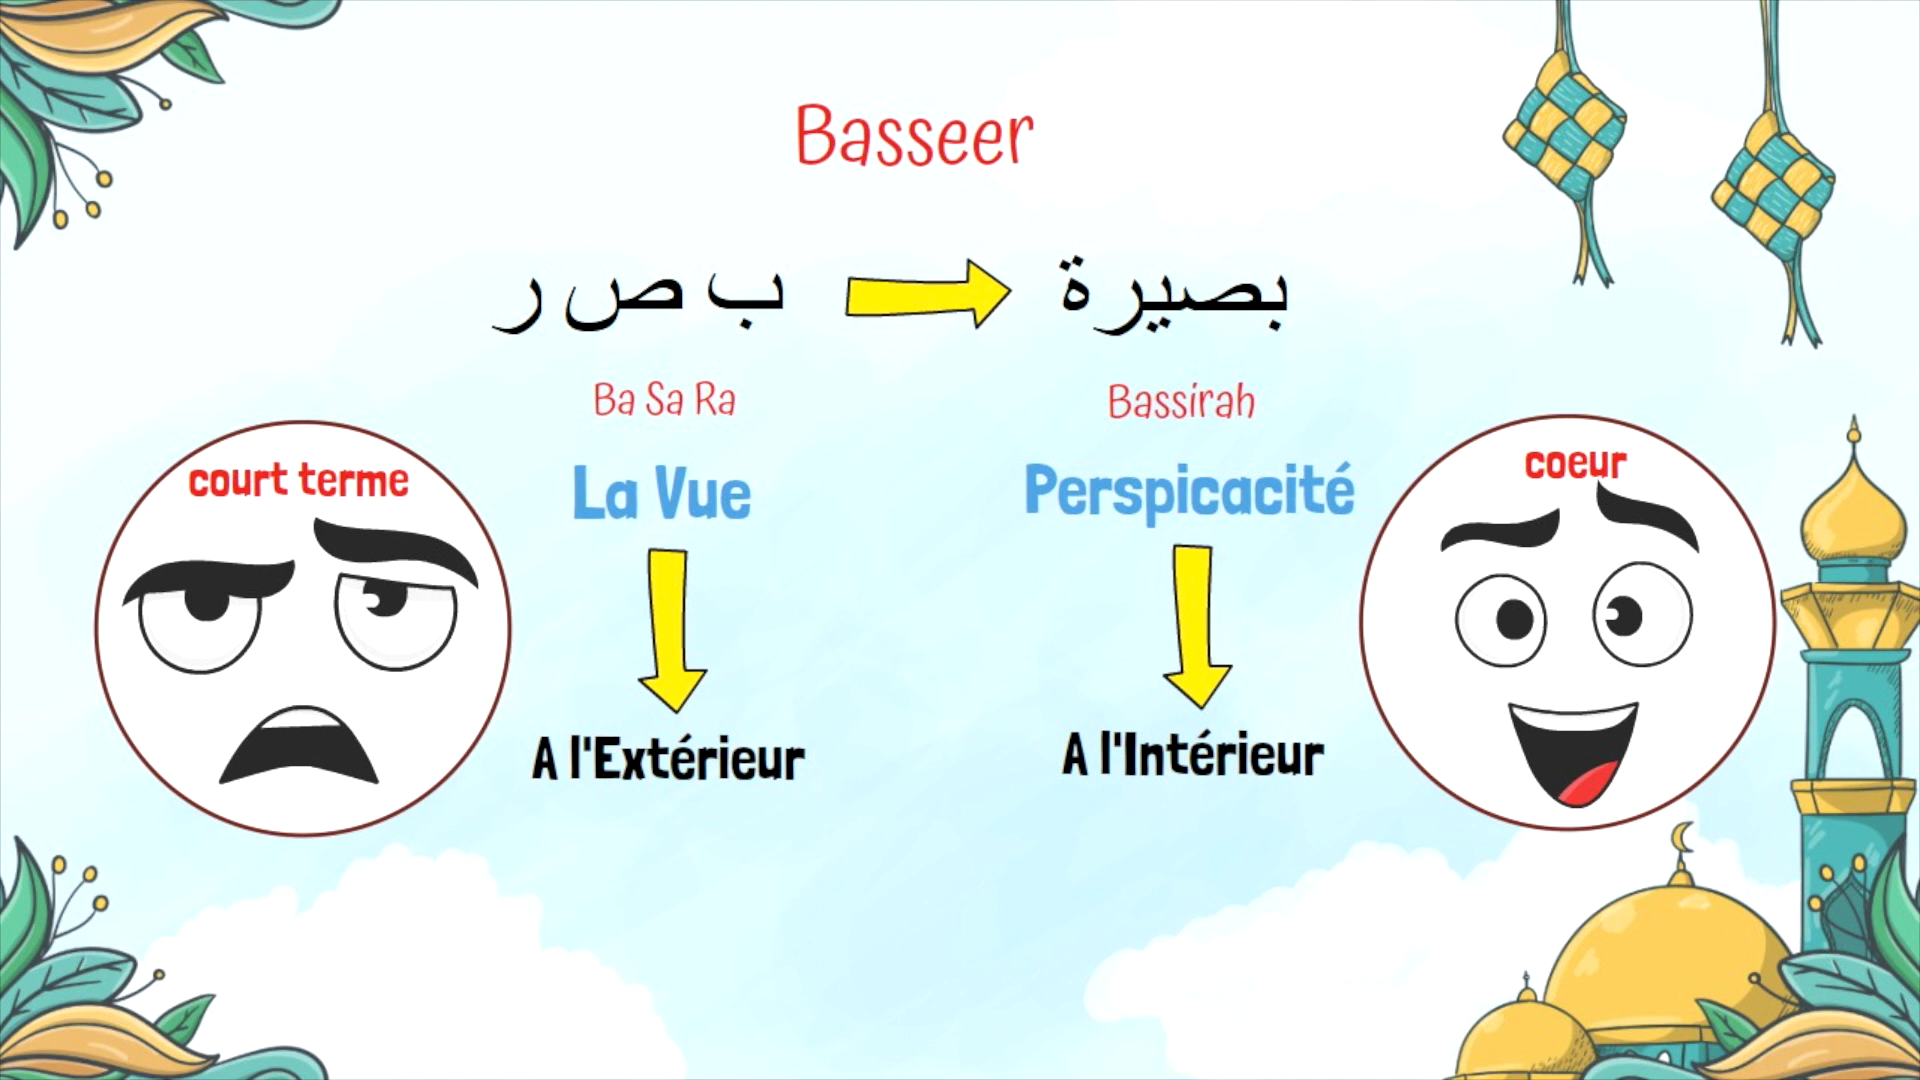 Basseer
ب ص ر
بصيرة
Ba Sa Ra
Bassirah
court terme
La Vue
Perspicacité
coeur
A l'Extérieur
A l'Intérieur